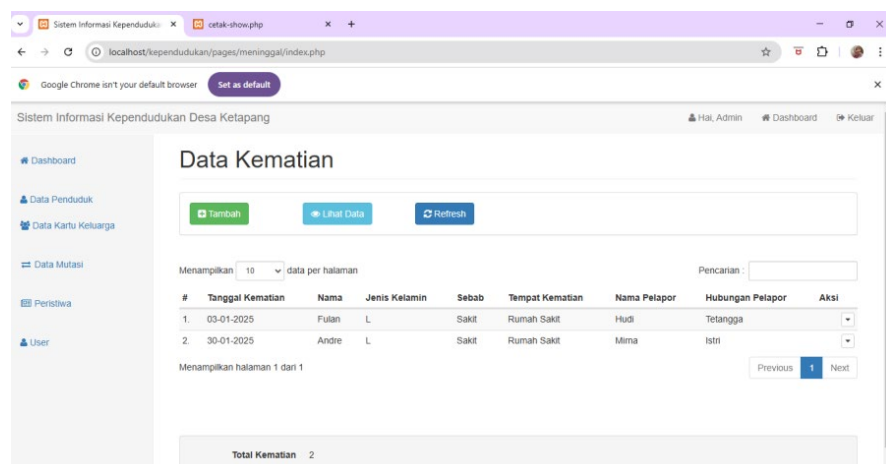 Sistem Informasi Kependuduka
cetak-show.php
localhost/kependudukan/pages/meninggal/index.php
Google Chrome isn't your default browser Set as default
Sistem Informasi Kependudukan Desa Ketapang Hai, Admin Dashboard Keluar
Dashboard
Data Penduduk
Data Kartu Keluarga
Data Mutasi
Peristiwa
User
Data Kematian
Tambah Lihat Data Refresh
Menampilkan 10 data per halaman Pencarian :
# Tanggal Kematian Nama Jenis Kelamin Sebab Tempat Kematian Nama Pelapor Hubungan Pelapor Aksi
1. 03-01-2025 Fulan L Sakit Rumah Sakit Hudi Tetangga
2. 30-01-2025 Andre L Sakit Rumah Sakit Mirna Istri
Menampilkan halaman 1 dari 1 Previous 1 Next
Total Kematian 2